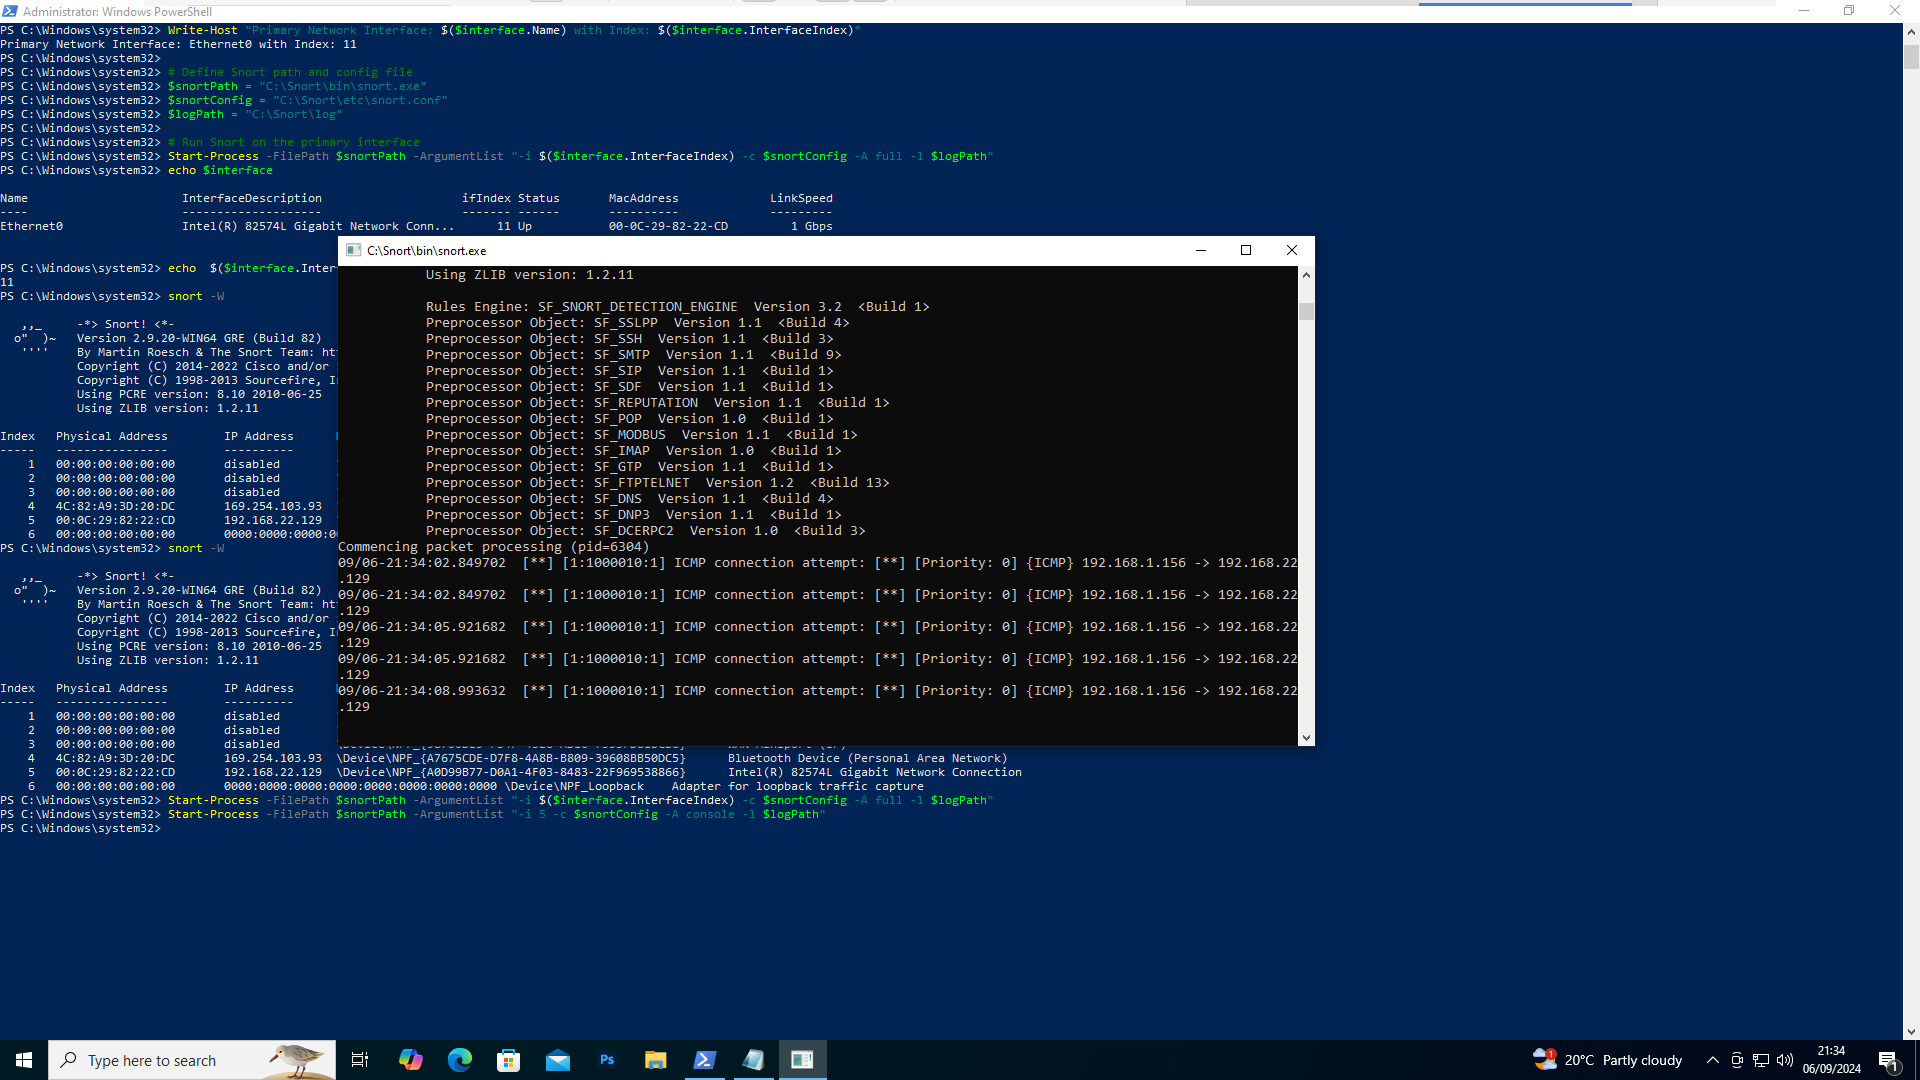 Administrator: Windows PowerShell
PS C:\Windows\system32> Write-Host "Primary Network Interface: $($interface.Name) with Index: $($interface.InterfaceIndex)"
Primary Network Interface: Ethernet0 with Index: 11
PS C:\Windows\system32>
PS C:\Windows\system32> # Define Snort path and config file
PS C:\Windows\system32> $snortPath = "C:\Snort\bin\snort.exe"
PS C:\Windows\system32> $snortConfig = "C:\Snort\etc\snort.conf"
PS C:\Windows\system32> $logPath = "C:\Snort\log"
PS C:\Windows\system32>
PS C:\Windows\system32> # Run Snort on the primary interface
PS C:\Windows\system32> Start-Process -FilePath $snortPath -ArgumentList "-i $($interface.InterfaceIndex) -c $snortConfig -A full -l $logPath"
PS C:\Windows\system32> echo $interface
Name InterfaceDescription ifIndex Status MacAddress LinkSpeed
---- -------------------- ------- ------ ---------- ---------
Ethernet0 Intel(R) 82574L Gigabit Network Conn... 11 Up 00-0C-29-82-22-CD 1 Gbps
PS C:\Windows\system32> echo $($interface.Inter
11
PS C:\Windows\system32> snort -W
,,_ -*> Snort! <*-
o" )~ Version 2.9.20-WIN64 GRE (Build 82)
'''' By Martin Roesch & The Snort Team: ht
Copyright (C) 2014-2022 Cisco and/or
Copyright (C) 1998-2013 Sourcefire, I
Using PCRE version: 8.10 2010-06-25
Using ZLIB version: 1.2.11
Index Physical Address IP Address
----- ---------------- ----------
1 00:00:00:00:00:00 disabled
2 00:00:00:00:00:00 disabled
3 00:00:00:00:00:00 disabled
4 4C:82:A9:3D:20:DC 169.254.103.93
5 00:0C:29:82:22:CD 192.168.22.129
6 00:00:00:00:00:00 0000:0000:0000:0
PS C:\Windows\system32> snort -W
,,_ -*> Snort! <*-
o" )~ Version 2.9.20-WIN64 GRE (Build 82)
'''' By Martin Roesch & The Snort Team: ht
Copyright (C) 2014-2022 Cisco and/or
Copyright (C) 1998-2013 Sourcefire, I
Using PCRE version: 8.10 2010-06-25
Using ZLIB version: 1.2.11
Index Physical Address IP Address
----- ---------------- ----------
1 00:00:00:00:00:00 disabled
2 00:00:00:00:00:00 disabled
3 00:00:00:00:00:00 disabled
4 4C:82:A9:3D:20:DC 169.254.103.93 \Device\NPF_{A7675CDE-D7F8-4A8B-B809-39608BB50DC5} Bluetooth Device (Personal Area Network)
5 00:0C:29:82:22:CD 192.168.22.129 \Device\NPF_{A0D99B77-D0A1-4F03-8483-22F969538866} Intel(R) 82574L Gigabit Network Connection
6 00:00:00:00:00:00 0000:0000:0000:0000:0000:0000:0000:0000 \Device\NPF_Loopback Adapter for loopback traffic capture
PS C:\Windows\system32> Start-Process -FilePath $snortPath -ArgumentList "-i $($interface.InterfaceIndex) -c $snortConfig -A full -l $logPath"
PS C:\Windows\system32> Start-Process -FilePath $snortPath -ArgumentList "-i 5 -c $snortConfig -A console -l $logPath"
PS C:\Windows\system32>
C:\Snort\bin\snort.exe
Using ZLIB version: 1.2.11
Rules Engine: SF_SNORT_DETECTION_ENGINE Version 3.2 <Build 1>
Preprocessor Object: SF_SSLPP Version 1.1 <Build 4>
Preprocessor Object: SF_SSH Version 1.1 <Build 3>
Preprocessor Object: SF_SMTP Version 1.1 <Build 9>
Preprocessor Object: SF_SIP Version 1.1 <Build 1>
Preprocessor Object: SF_SDF Version 1.1 <Build 1>
Preprocessor Object: SF_REPUTATION Version 1.1 <Build 1>
Preprocessor Object: SF_POP Version 1.0 <Build 1>
Preprocessor Object: SF_MODBUS Version 1.1 <Build 1>
Preprocessor Object: SF_IMAP Version 1.0 <Build 1>
Preprocessor Object: SF_GTP Version 1.1 <Build 1>
Preprocessor Object: SF_FTPTELNET Version 1.2 <Build 13>
Preprocessor Object: SF_DNS Version 1.1 <Build 4>
Preprocessor Object: SF_DNP3 Version 1.1 <Build 1>
Preprocessor Object: SF_DCERPC2 Version 1.0 <Build 3>
Commencing packet processing (pid=6304)
09/06-21:34:02.849702 [**] [1:1000010:1] ICMP connection attempt: [**] [Priority: 0] {ICMP} 192.168.1.156 -> 192.168.22
.129
09/06-21:34:02.849702 [**] [1:1000010:1] ICMP connection attempt: [**] [Priority: 0] {ICMP} 192.168.1.156 -> 192.168.22
.129
09/06-21:34:05.921682 [**] [1:1000010:1] ICMP connection attempt: [**] [Priority: 0] {ICMP} 192.168.1.156 -> 192.168.22
.129
09/06-21:34:05.921682 [**] [1:1000010:1] ICMP connection attempt: [**] [Priority: 0] {ICMP} 192.168.1.156 -> 192.168.22
.129
09/06-21:34:08.993632 [**] [1:1000010:1] ICMP connection attempt: [**] [Priority: 0] {ICMP} 192.168.1.156 -> 192.168.22
.129
Type here to search
Ps
1
20°C Partly cloudy
21:34
06/09/2024
1